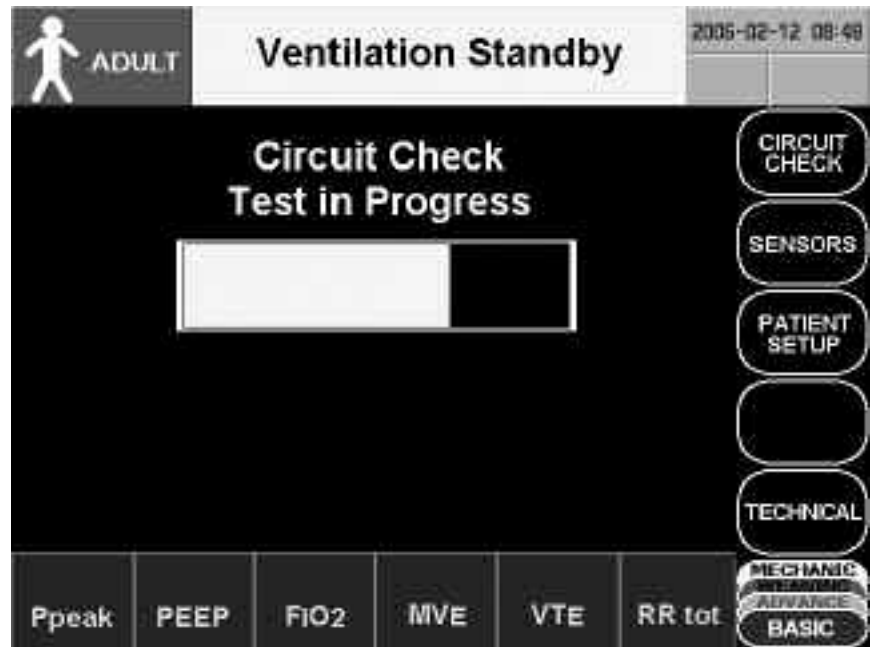 ADULT
Ventilation Standby
2005-02-12 08:48
Circuit Check
Test in Progress
CIRCUIT
CHECK
SENSORS
PATIENT
SETUP
TECHNICAL
Ppeak
PEEP
FiO2
MVE
VTE
RR tot
MECHANIC
ADVANCE
BASIC